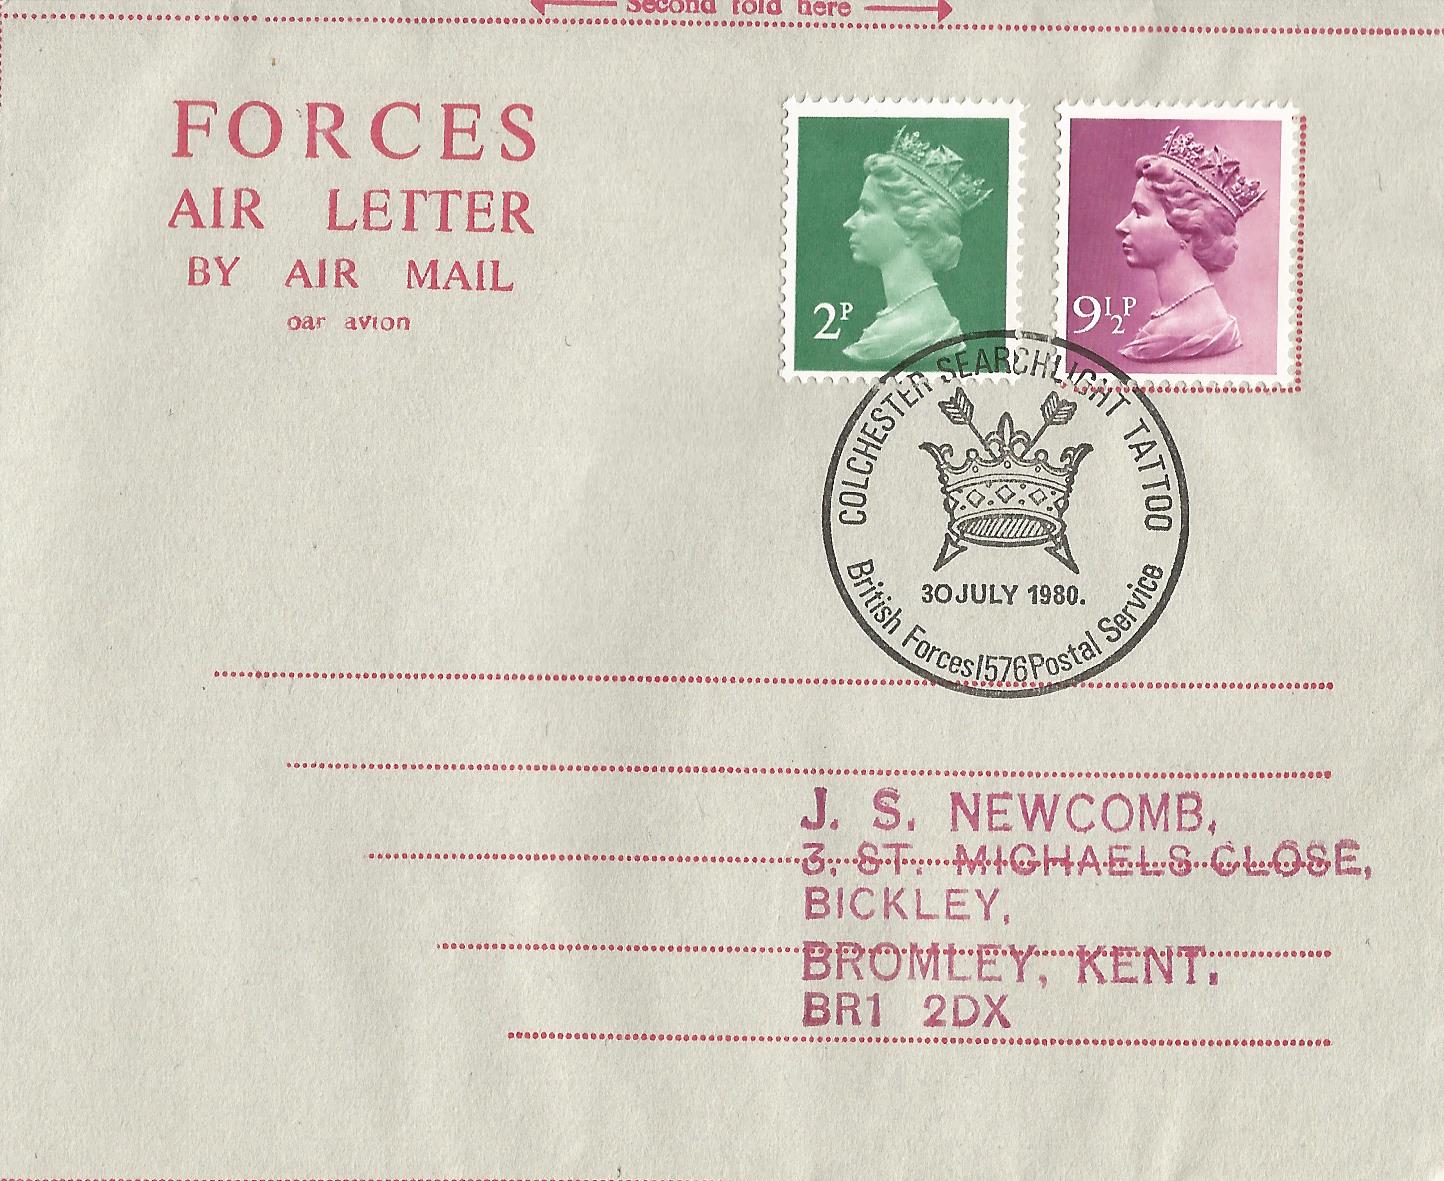 Second fold here
FORCES
AIR LETTER
BY AIR MAIL
oar avion
2P
9½P
COLCHESTER SEARCHLIGHT TATTOO
30 JULY 1980.
British Forces 1576 Postal Service
J. S. NEWCOMB,
3, ST. MICHAELS CLOSE,
BICKLEY,
BROMLEY, KENT.
BR1 2DX